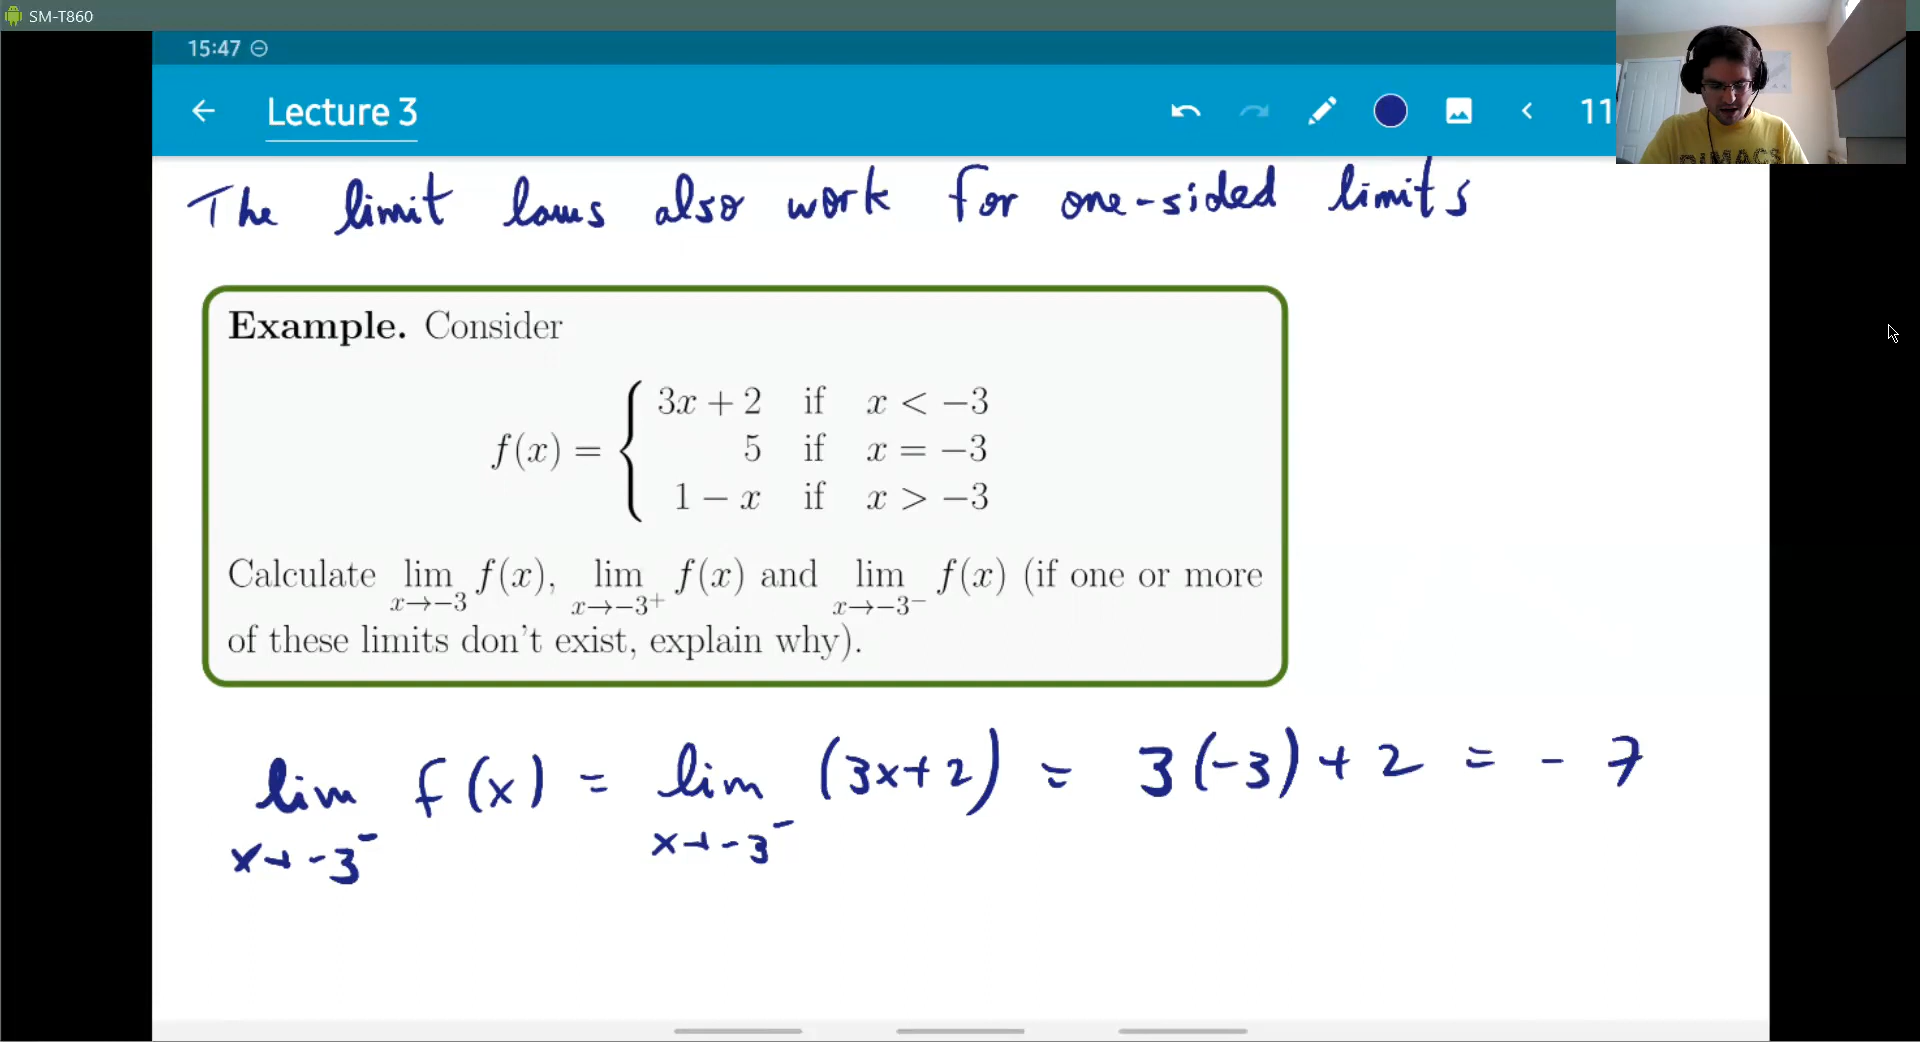 SM-T860
15:47
Lecture 3
11
The limit laws also work for one-sided limits
Example. Consider
f(x) = { 3x + 2 if x < −3
5 if x = −3
1 − x if x > −3
Calculate lim x→−3 f(x), lim x→−3⁺ f(x) and lim x→−3⁻ f(x) (if one or more
of these limits don't exist, explain why).
lim x→-3⁻ f(x) = lim x→-3⁻ (3x+2) = 3(-3)+2 = -7